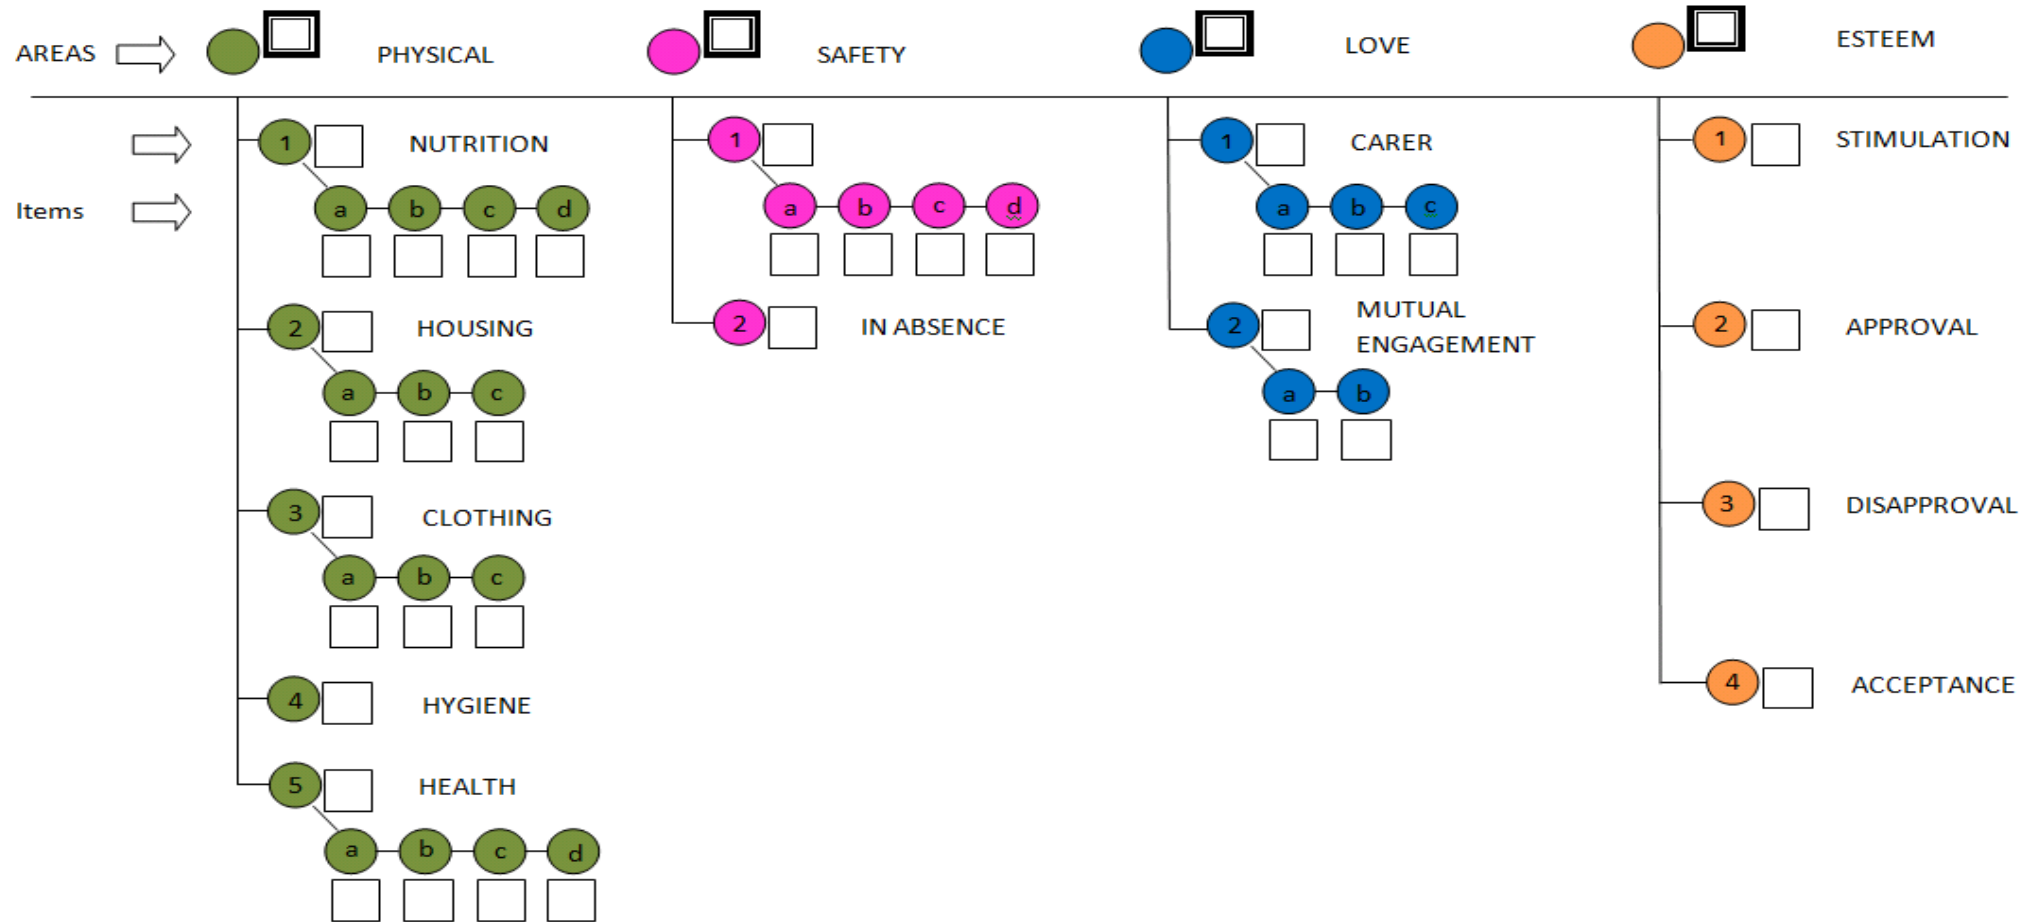 AREAS PHYSICAL SAFETY LOVE ESTEEM
1 NUTRITION 1 1 CARER 1 STIMULATION
Items a b c d a b c d a b c
2 HOUSING 2 IN ABSENCE 2 MUTUAL
ENGAGEMENT 2 APPROVAL
a b c a b
3 CLOTHING 3 DISAPPROVAL
a b c
4 HYGIENE 4 ACCEPTANCE
5 HEALTH
a b c d